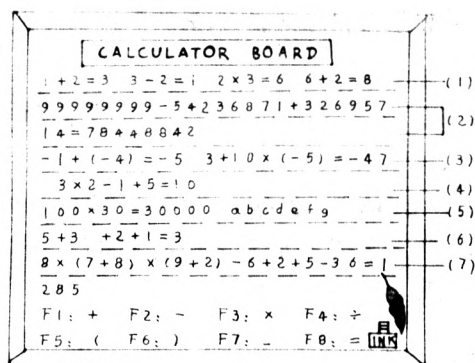 CALCULATOR BOARD
1+2=3 3-2=1 2×3=6 6+2=8 (1)
99999999-54236871+326957 (2)
14=78448842
-1+(-4)=-5 3+10×(-5)=-47 (3)
3×2-1+5=10 (4)
100×30=30000 abcdefg (5)
5+3 +2+1=3 (6)
8×(7+8)×(9+2)-6+2+5-36=1 (7)
285
F1: + F2: - F3: × F4: ÷
F5: ( F6: ) F7: _ F8: = INK